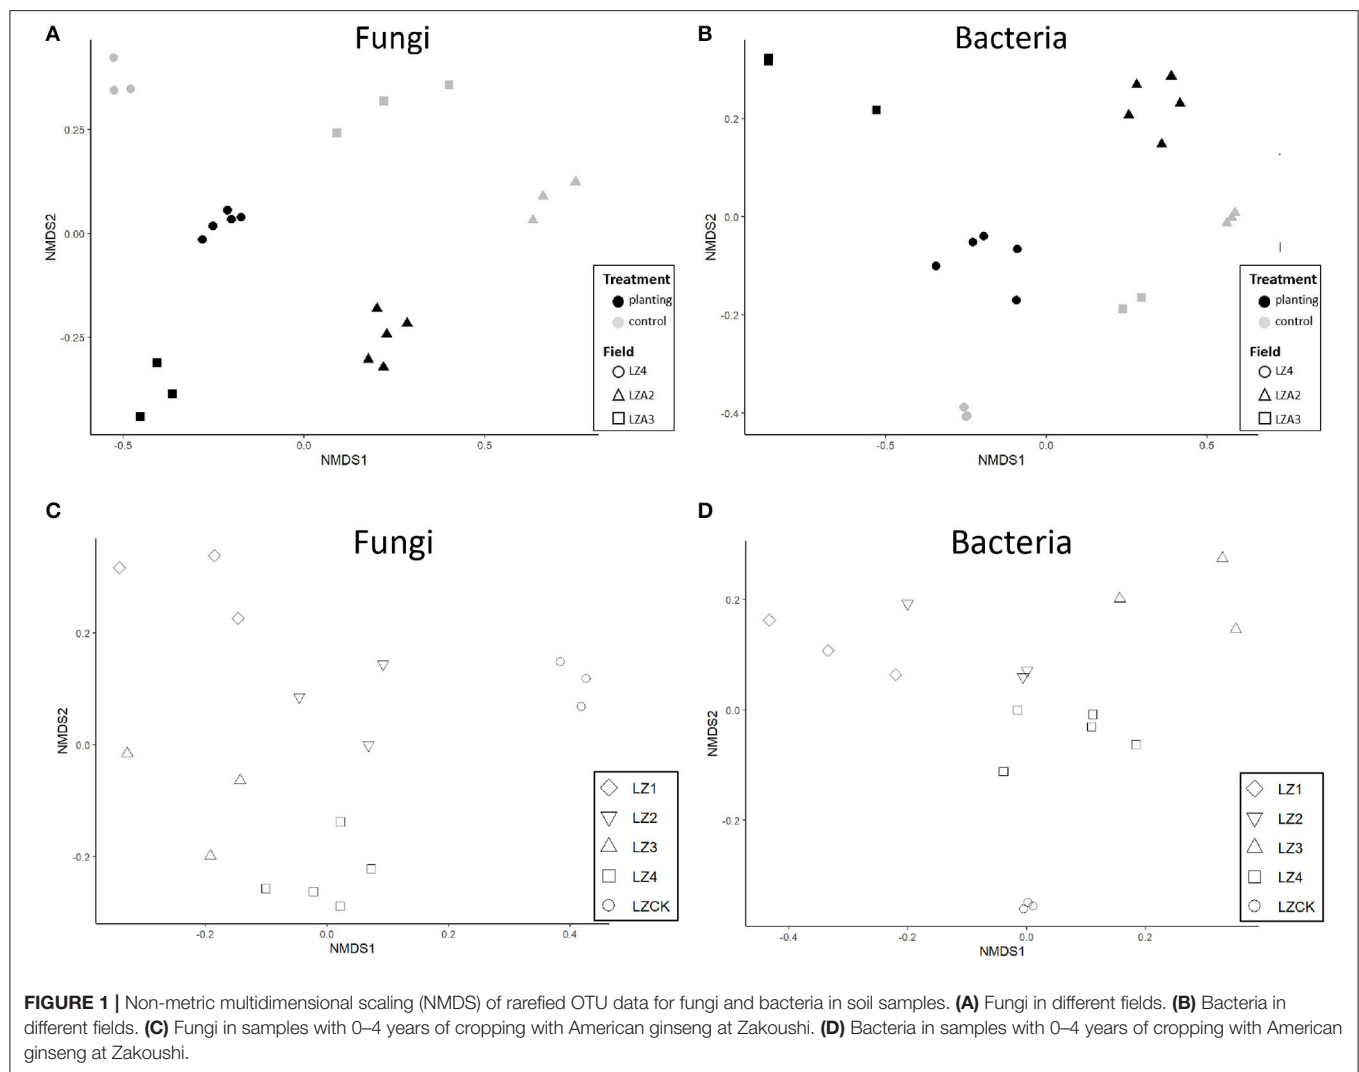 A
Fungi
NMDS2
0.25
0.00
-0.25
-0.5
0.0
0.5
NMDS1
Treatment
planting
control
Field
LZ4
LZA2
LZA3
B
Bacteria
NMDS2
0.2
0.0
-0.2
-0.4
-0.5
0.0
0.5
NMDS1
Treatment
planting
control
Field
LZ4
LZA2
LZA3
C
Fungi
NMDS2
0.2
0.0
-0.2
-0.2
0.0
0.2
0.4
NMDS1
LZ1
LZ2
LZ3
LZ4
LZCK
D
Bacteria
NMDS2
0.2
0.0
-0.2
-0.4
-0.2
0.0
0.2
NMDS1
LZ1
LZ2
LZ3
LZ4
LZCK
FIGURE 1 | Non-metric multidimensional scaling (NMDS) of rarefied OTU data for fungi and bacteria in soil samples. (A) Fungi in different fields. (B) Bacteria in
different fields. (C) Fungi in samples with 0–4 years of cropping with American ginseng at Zakoushi. (D) Bacteria in samples with 0–4 years of cropping with American
ginseng at Zakoushi.